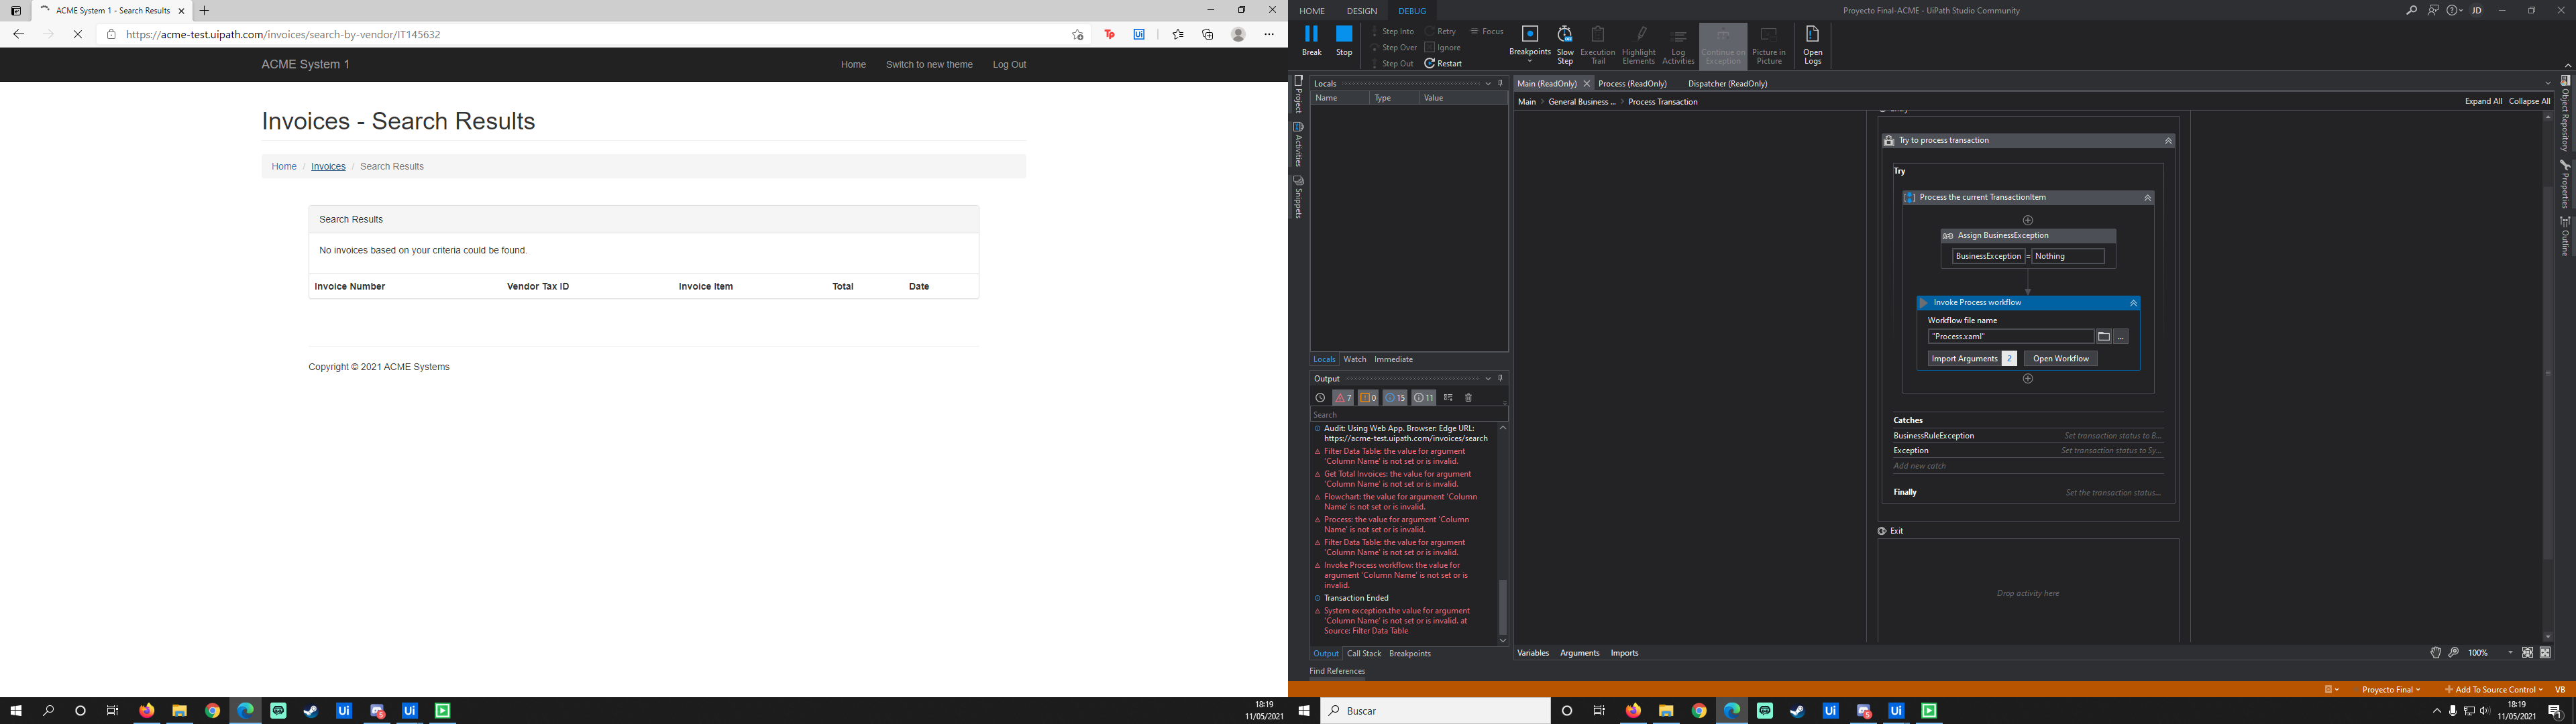 ACME System 1 - Search Results
https://acme-test.uipath.com/invoices/search-by-vendor/IT145632
ACME System 1
Home
Switch to new theme
Log Out
Invoices - Search Results
Home / Invoices / Search Results
Search Results
No invoices based on your criteria could be found.
Invoice Number Vendor Tax ID Invoice Item Total Date
Copyright © 2021 ACME Systems
18:19
11/05/2021
HOME DESIGN DEBUG
Proyecto Final-ACME - UiPath Studio Community
JD
Break
Stop
Step Into
Step Over
Step Out
Retry
Ignore
Restart
Focus
Breakpoints
Slow Step
Execution Trail
Highlight Elements
Log Activities
Continue on Exception
Picture in Picture
Open Logs
Project
Activities
Snippets
Locals
Name Type Value
Locals Watch Immediate
Output
7 0 15 11
Search
Audit: Using Web App. Browser: Edge URL:
https://acme-test.uipath.com/invoices/search
Filter Data Table: the value for argument
'Column Name' is not set or is invalid.
Get Total Invoices: the value for argument
'Column Name' is not set or is invalid.
Flowchart: the value for argument 'Column
Name' is not set or is invalid.
Process: the value for argument 'Column
Name' is not set or is invalid.
Filter Data Table: the value for argument
'Column Name' is not set or is invalid.
Invoke Process workflow: the value for
argument 'Column Name' is not set or is
invalid.
Transaction Ended
System exception.the value for argument
'Column Name' is not set or is invalid. at
Source: Filter Data Table
Output Call Stack Breakpoints
Find References
Main (ReadOnly) Process (ReadOnly) Dispatcher (ReadOnly)
Main > General Business ... > Process Transaction
Expand All Collapse All
Try to process transaction
Try
Process the current TransactionItem
Assign BusinessException
BusinessException = Nothing
Invoke Process workflow
Workflow file name
"Process.xaml"
...
Import Arguments 2
Open Workflow
Catches
BusinessRuleException Set transaction status to B...
Exception Set transaction status to Sy...
Add new catch
Finally Set the transaction status...
Exit
Drop activity here
Variables Arguments Imports
100%
Object Repository
Properties
Outline
Proyecto Final
Add To Source Control
VB
Buscar
18:19
11/05/2021